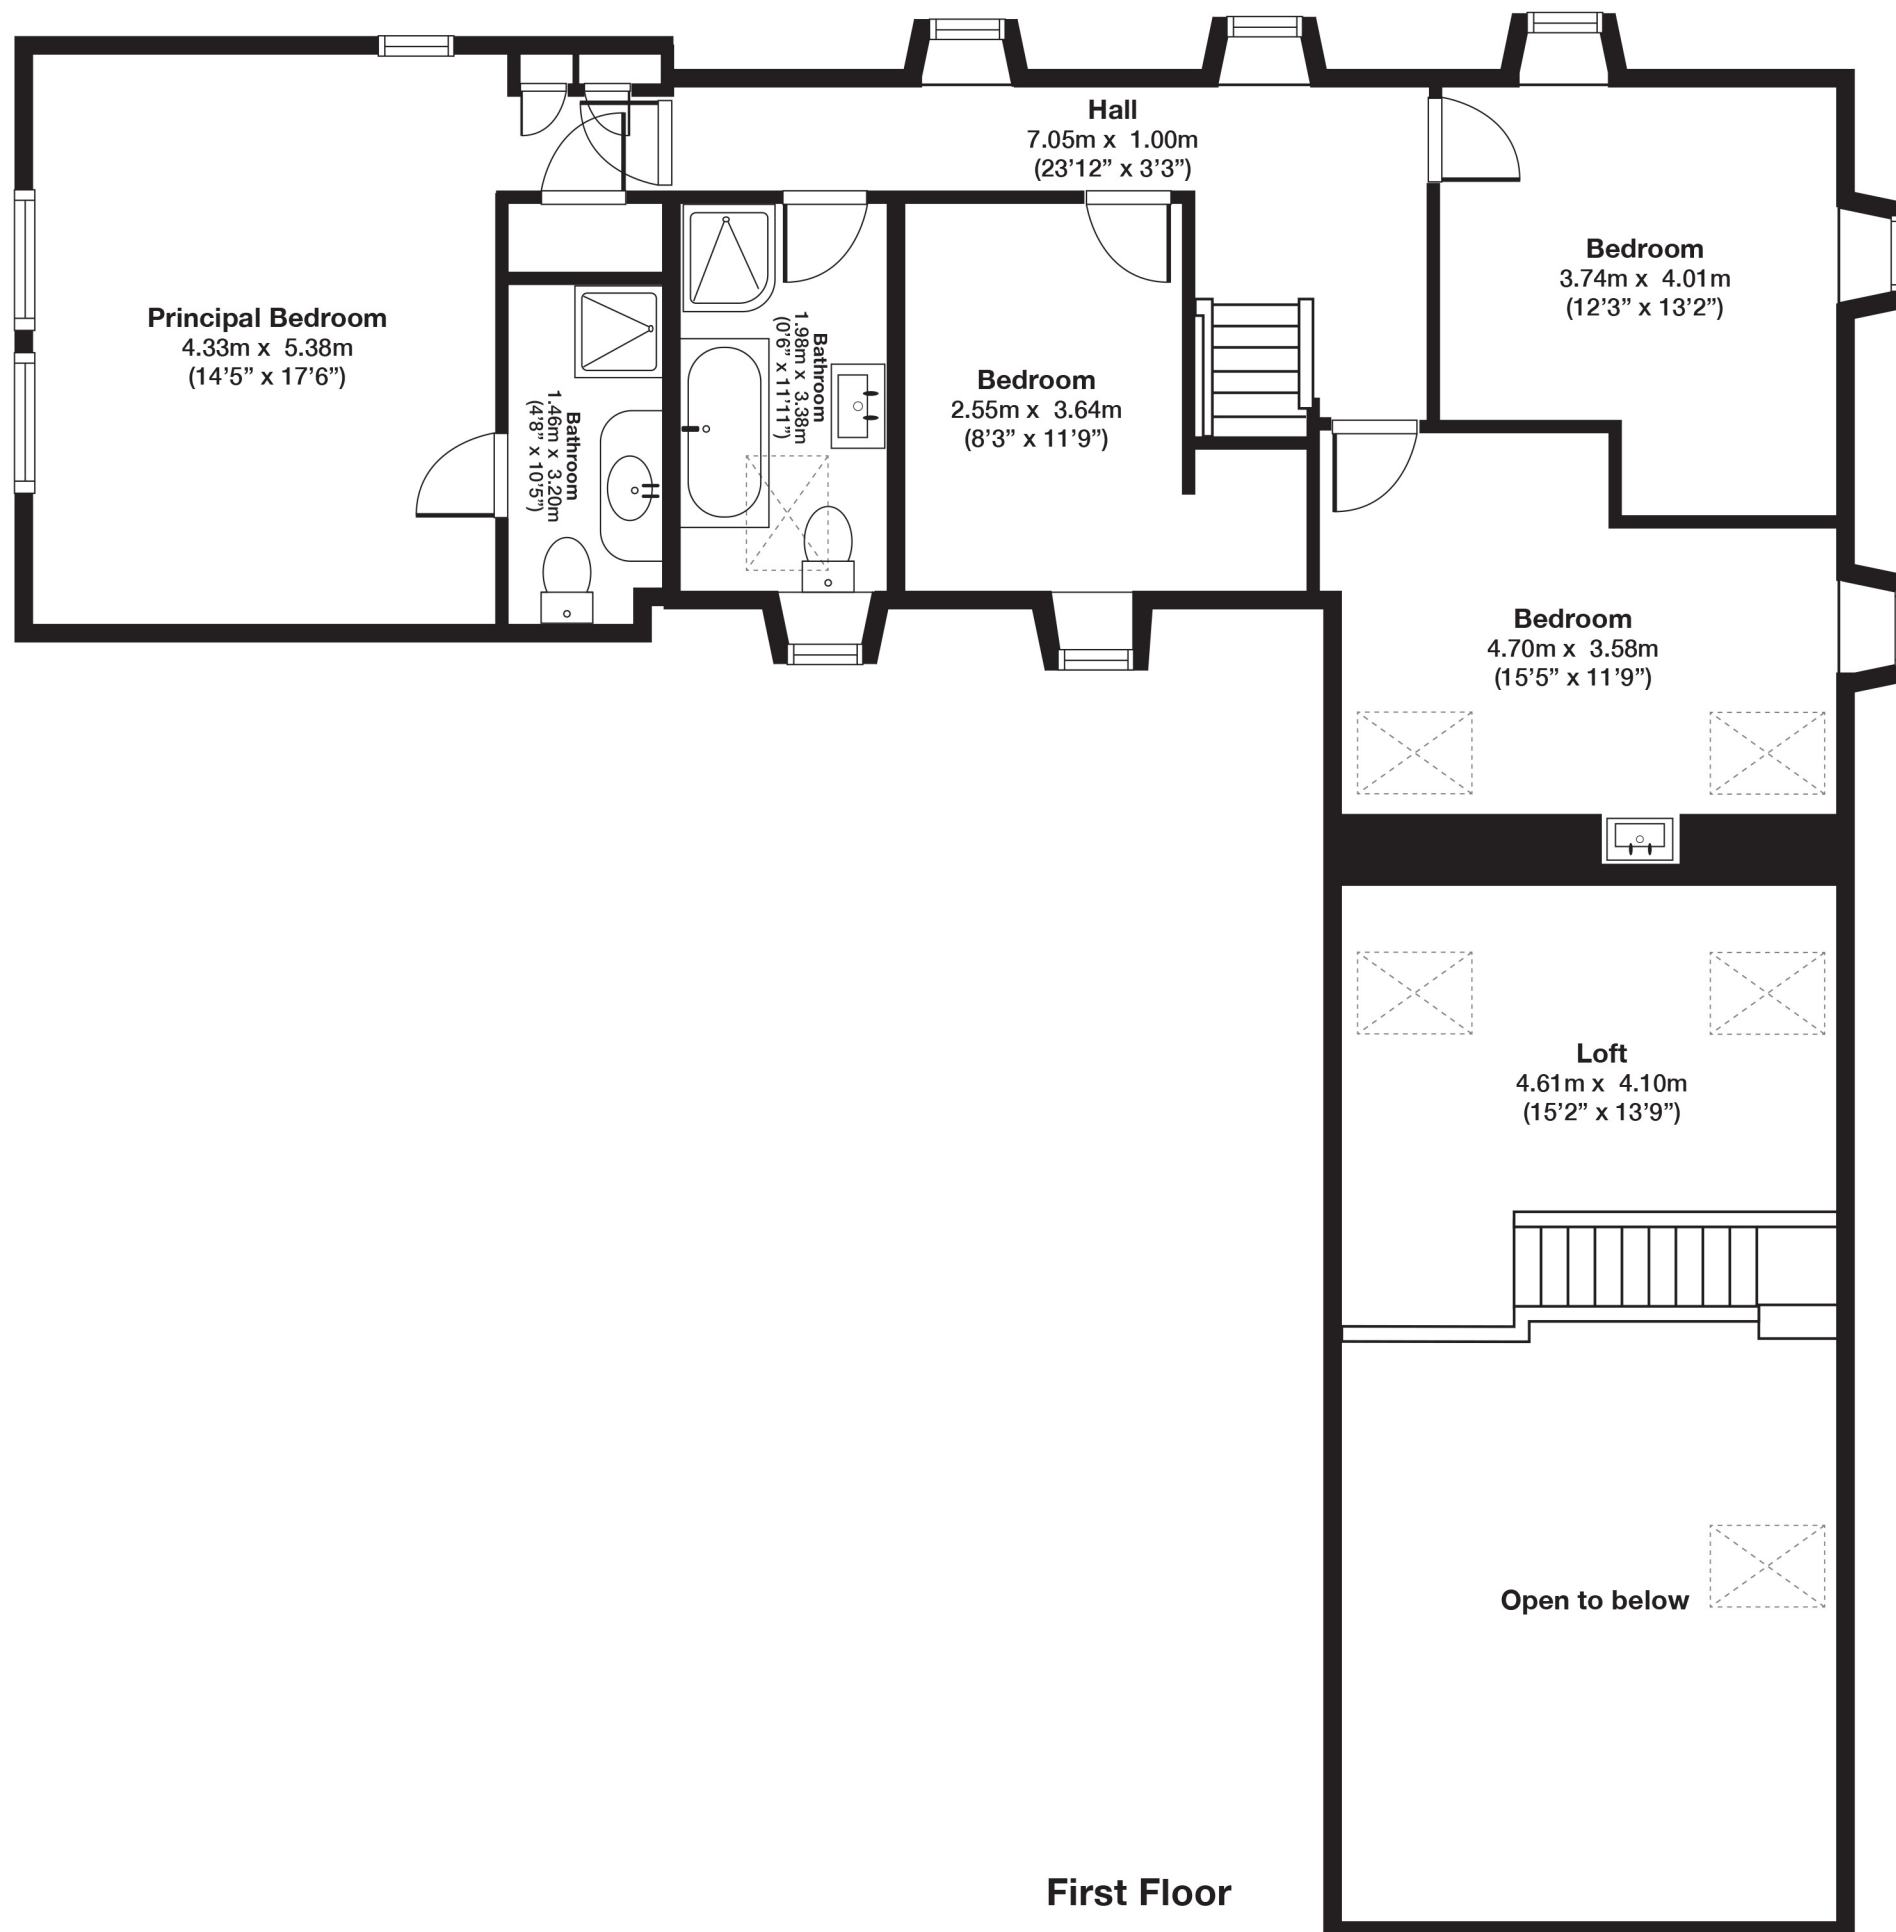 Hall
7.05m x 1.00m
(23’12” x 3’3”)
Bedroom
3.74m x 4.01m
(12’3” x 13’2”)
Principal Bedroom
4.33m x 5.38m
(14’5” x 17’6”)
Bathroom
1.98m x 3.38m
(0’6” x 11’11”)
Bathroom
1.46m x 3.20m
(4’8” x 10’5”)
Bedroom
2.55m x 3.64m
(8’3” x 11’9”)
Bedroom
4.70m x 3.58m
(15’5” x 11’9”)
Loft
4.61m x 4.10m
(15’2” x 13’9”)
Open to below
First Floor